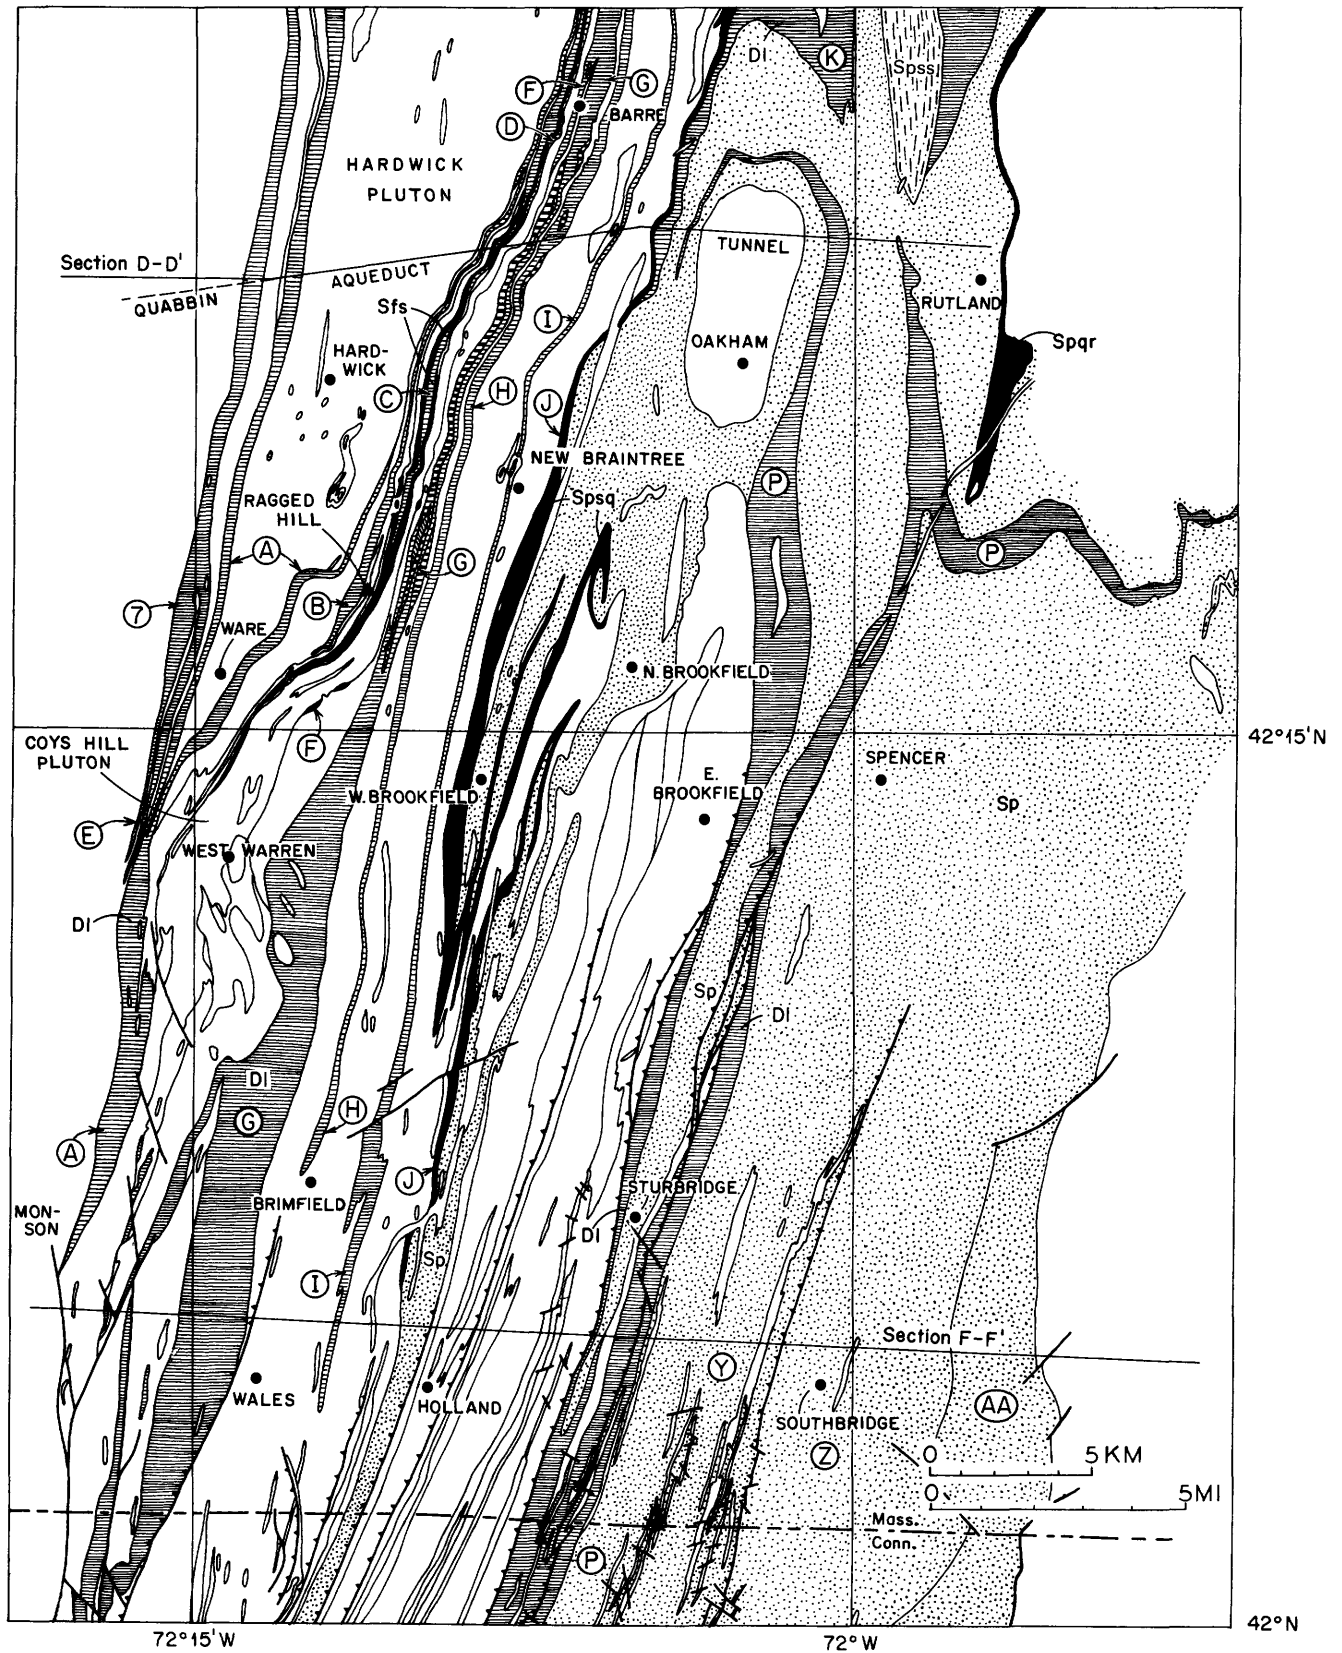 Dl
K
Spss
F
G
BARRE
D
HARDWICK
PLUTON
TUNNEL
Section D-D'
AQUEDUCT
QUABBIN
RUTLAND
Sfs
I
OAKHAM
Spqr
HARD-
WICK
C
H
J
NEW BRAINTREE
P
RAGGED
HILL
Spsq
A
G
P
B
7
WARE
N. BROOKFIELD
COYS HILL
PLUTON
F
42°15'N
SPENCER
E.
BROOKFIELD
W. BROOKFIELD
Sp
E
WEST WARREN
Dl
Sp
Dl
Dl
G
H
A
J
BRIMFIELD
STURBRIDGE
MON-
SON
Dl
Sp
I
Section F-F'
Y
WALES
HOLLAND
SOUTHBRIDGE
AA
Z
0 5 KM
0 5 MI
Mass.
Conn.
P
42°N
72°15'W
72°W